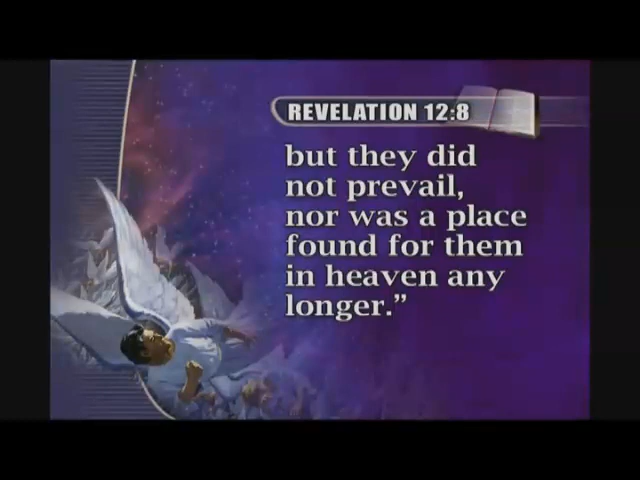 REVELATION 12:8
but they did
not prevail,
nor was a place
found for them
in heaven any
longer.”